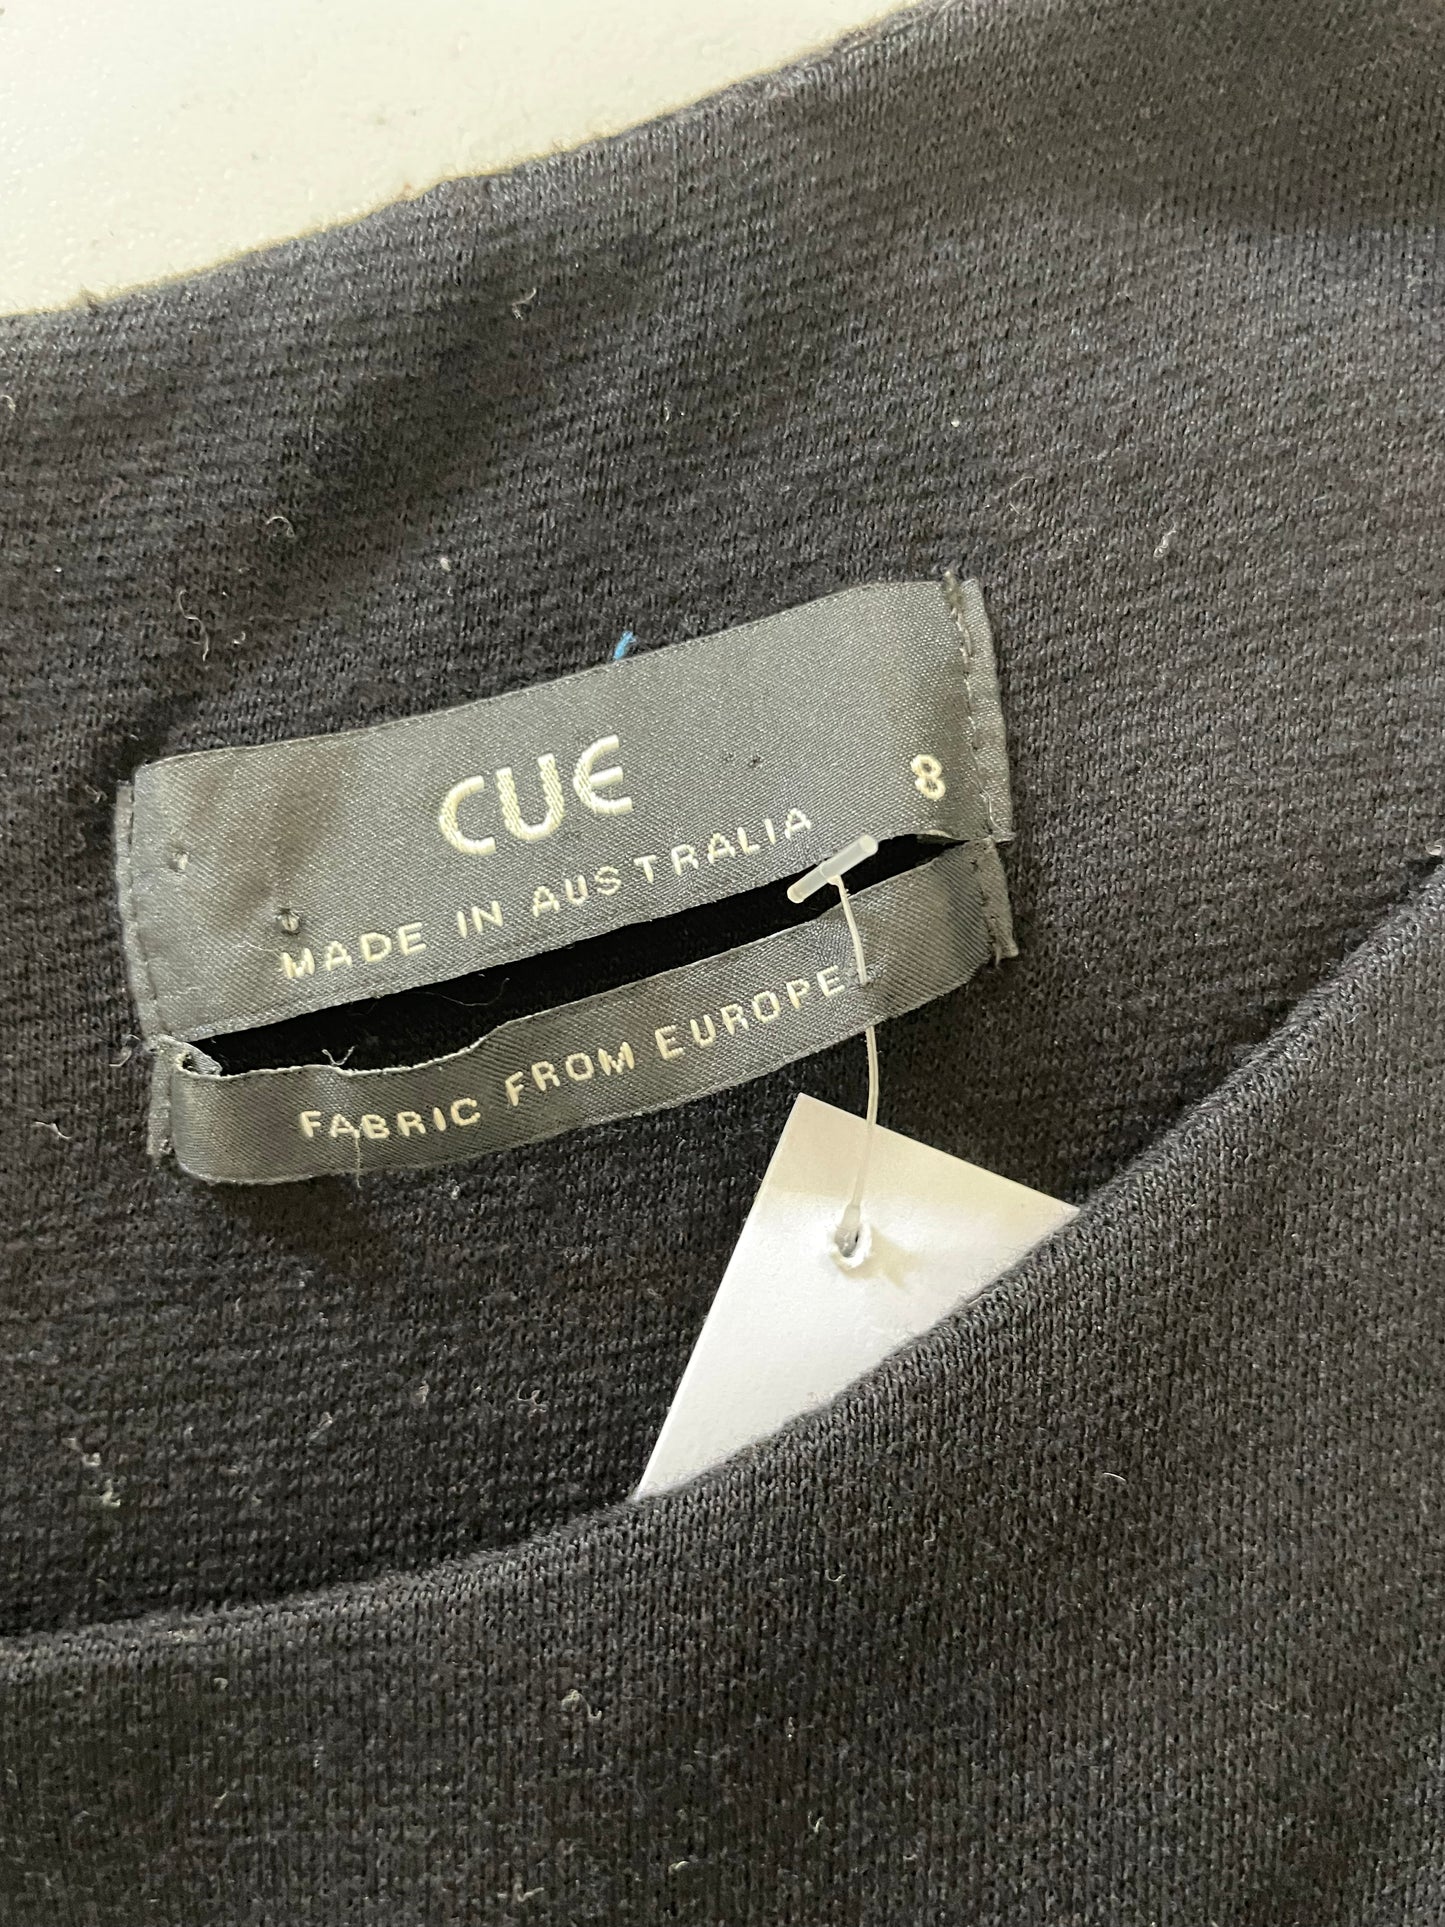 CUE
8
MADE IN AUSTRALIA
FABRIC FROM EUROPE